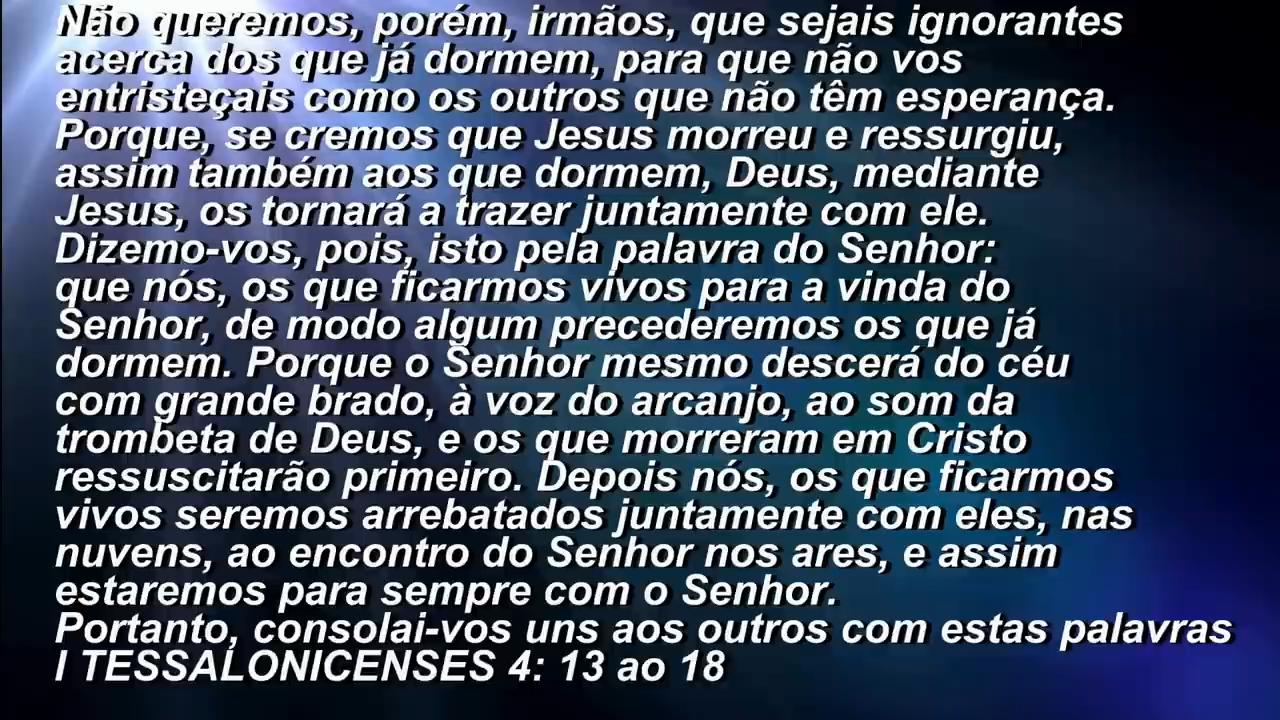 Não queremos, porém, irmãos, que sejais ignorantes
acerca dos que já dormem, para que não vos
entristeçais como os outros que não têm esperança.
Porque, se cremos que Jesus morreu e ressurgiu,
assim também aos que dormem, Deus, mediante
Jesus, os tornará a trazer juntamente com ele.
Dizemo-vos, pois, isto pela palavra do Senhor:
que nós, os que ficarmos vivos para a vinda do
Senhor, de modo algum precederemos os que já
dormem. Porque o Senhor mesmo descerá do céu
com grande brado, à voz do arcanjo, ao som da
trombeta de Deus, e os que morreram em Cristo
ressuscitarão primeiro. Depois nós, os que ficarmos
vivos seremos arrebatados juntamente com eles, nas
nuvens, ao encontro do Senhor nos ares, e assim
estaremos para sempre com o Senhor.
Portanto, consolai-vos uns aos outros com estas palavras
I TESSALONICENSES 4: 13 ao 18